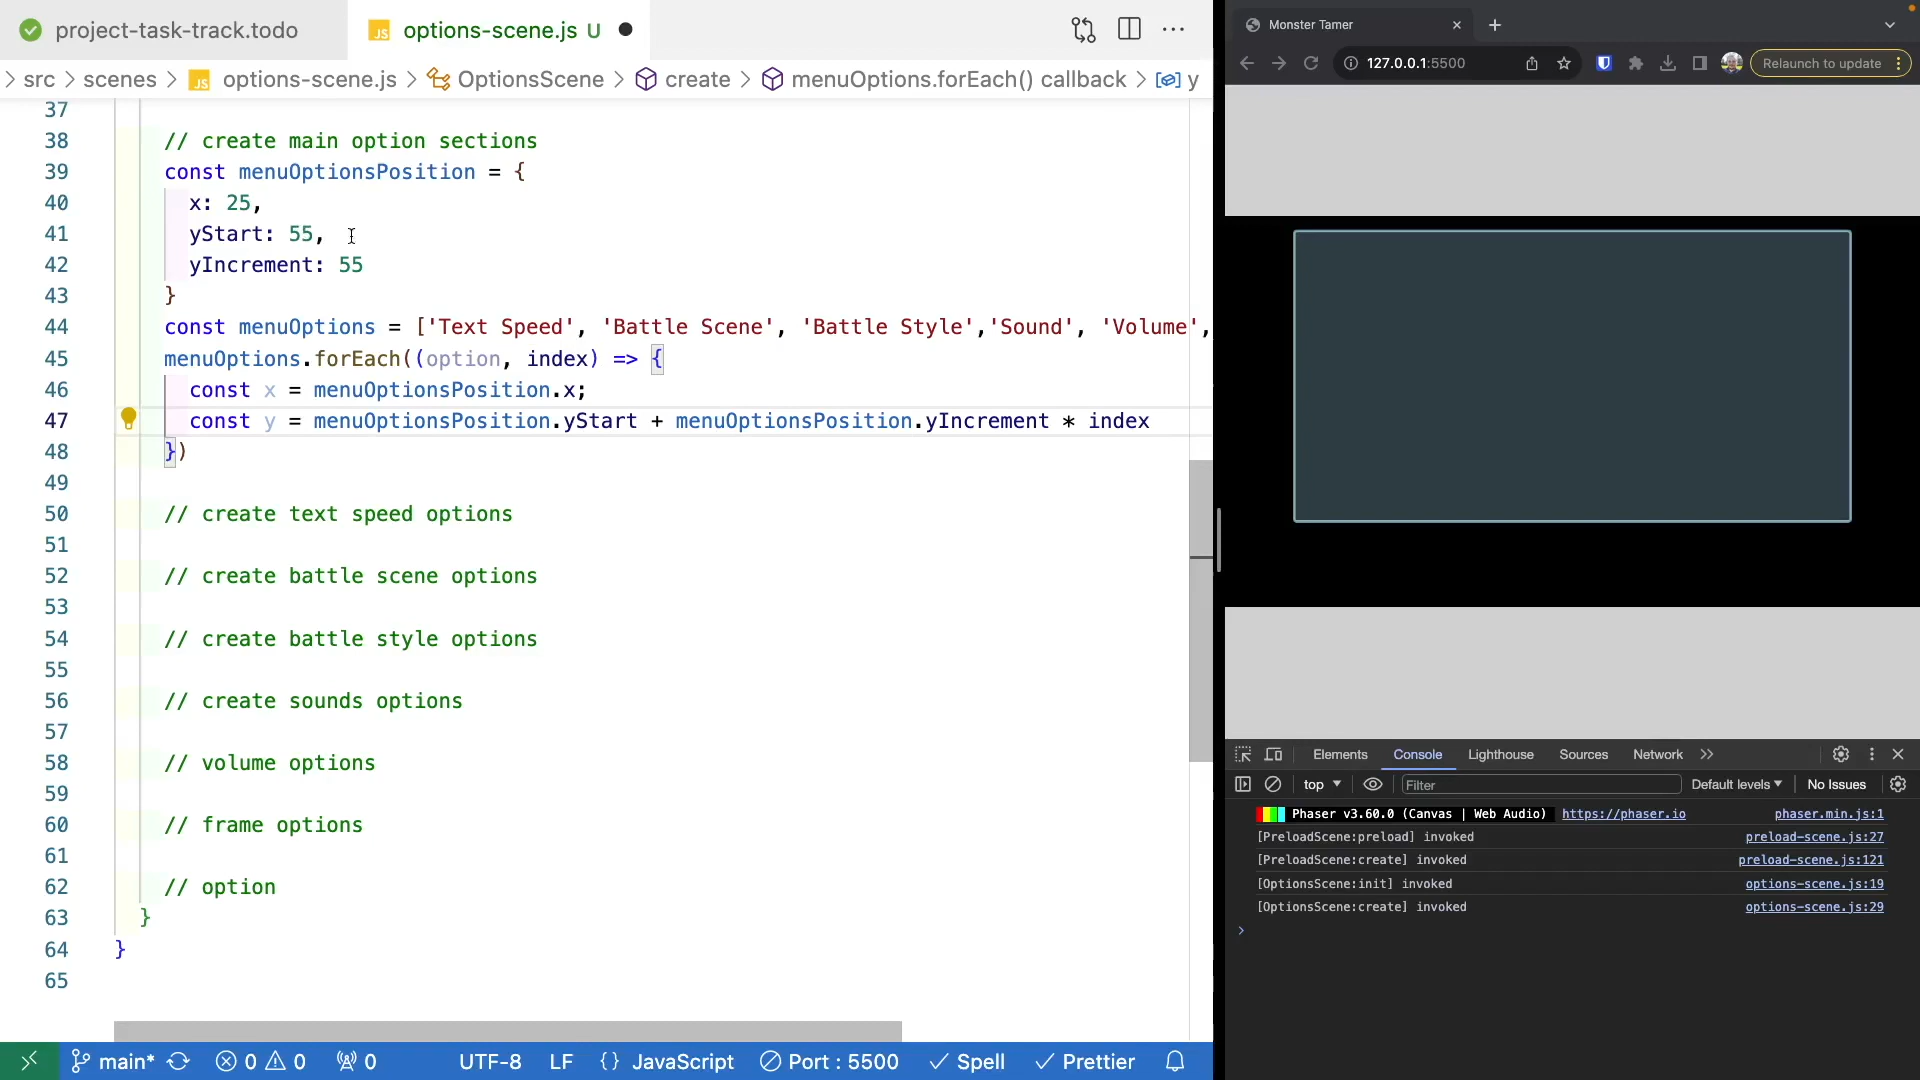 project-task-track.todo
JS options-scene.js U
src scenes JS options-scene.js OptionsScene create menuOptions.forEach() callback y
37
38 // create main option sections
39 const menuOptionsPosition = {
40 x: 25,
41 yStart: 55,
42 yIncrement: 55
43 }
44 const menuOptions = ['Text Speed', 'Battle Scene', 'Battle Style','Sound', 'Volume',
45 menuOptions.forEach((option, index) => {
46 const x = menuOptionsPosition.x;
47 const y = menuOptionsPosition.yStart + menuOptionsPosition.yIncrement * index
48 })
49
50 // create text speed options
51
52 // create battle scene options
53
54 // create battle style options
55
56 // create sounds options
57
58 // volume options
59
60 // frame options
61
62 // option
63 }
64 }
65
main* 0 0 0 UTF-8 LF {} JavaScript Port : 5500 Spell Prettier
Monster Tamer
127.0.0.1:5500 Relaunch to update
Elements Console Lighthouse Sources Network
top Filter Default levels No Issues
Phaser v3.60.0 (Canvas | Web Audio) https://phaser.io phaser.min.js:1
[PreloadScene:preload] invoked preload-scene.js:27
[PreloadScene:create] invoked preload-scene.js:121
[OptionsScene:init] invoked options-scene.js:19
[OptionsScene:create] invoked options-scene.js:29